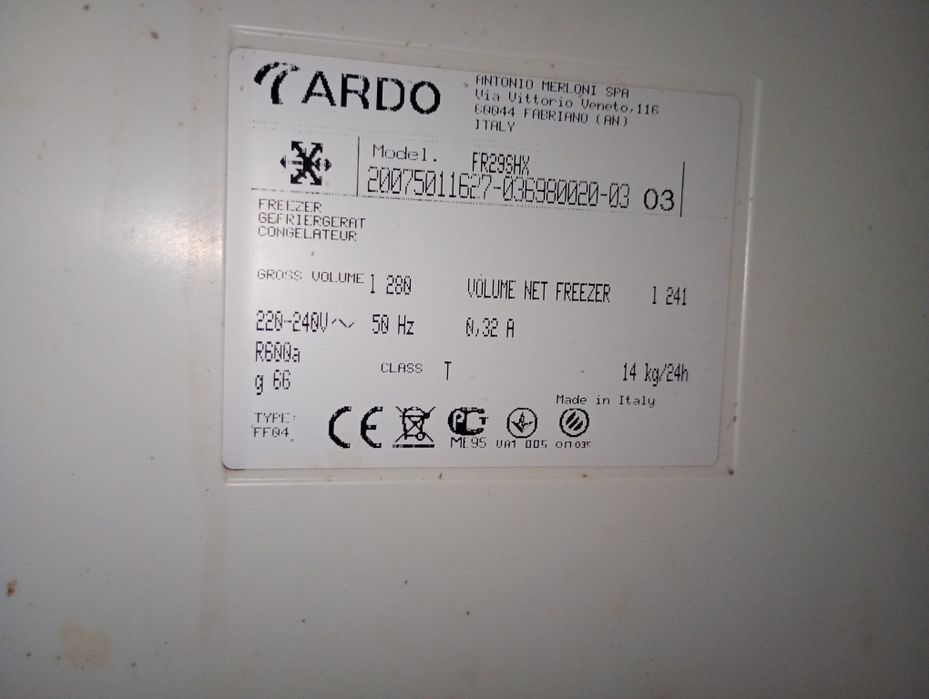 ARDO
ANTONIO MERLONI SPA
Via Vittorio Veneto, 116
60044 FABRIANO (AN)
ITALY
Model. FR29SHX
20075011627-036980020-03 03
FREEZER
GEFRIERGERAT
CONGELATEUR
GROSS VOLUME l 280 VOLUME NET FREEZER l 241
220-240V~ 50 Hz 0,32 A
R600a
g 66 CLASS T 14 kg/24h
Made in Italy
TYPE:
FF04
CE
ME95 UA1 005 OП035